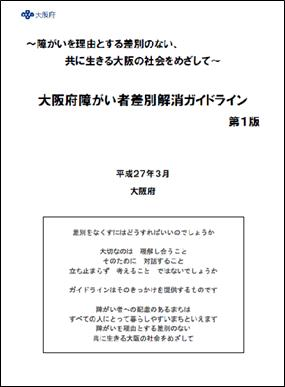 大阪府
～障がいを理由とする差別のない、
共に生きる大阪の社会をめざして～
大阪府障がい者差別解消ガイドライン
第１版
平成２７年３月
大阪府
差別をなくすにはどうすればいいのでしょうか
大切なのは　理解し合うこと
そのために　対話すること
立ち止まらず　考えること　ではないでしょうか
ガイドラインはそのきっかけを提供するものです
障がい者への配慮のあるまちは
すべての人にとって暮らしやすいまちといえます
障がいを理由とする差別のない
共に生きる大阪の社会をめざして